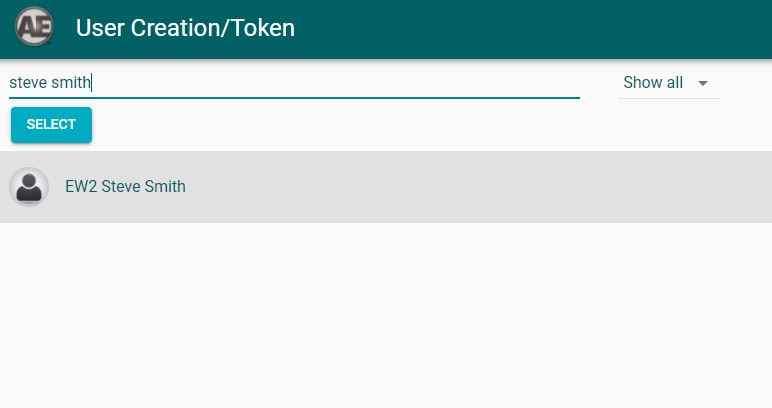 AE User Creation/Token
steve smith Show all
SELECT
EW2 Steve Smith